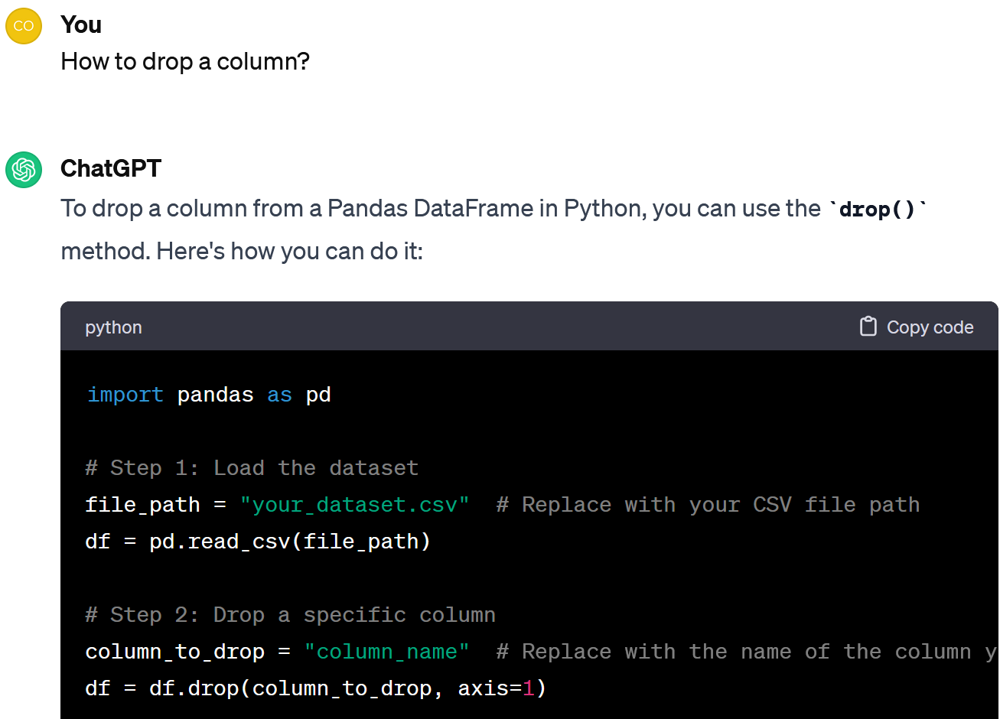 CO
You
How to drop a column?
ChatGPT
To drop a column from a Pandas DataFrame in Python, you can use the `drop()`
method. Here's how you can do it:
python
Copy code
import pandas as pd
# Step 1: Load the dataset
file_path = "your_dataset.csv"  # Replace with your CSV file path
df = pd.read_csv(file_path)
# Step 2: Drop a specific column
column_to_drop = "column_name"  # Replace with the name of the column y
df = df.drop(column_to_drop, axis=1)